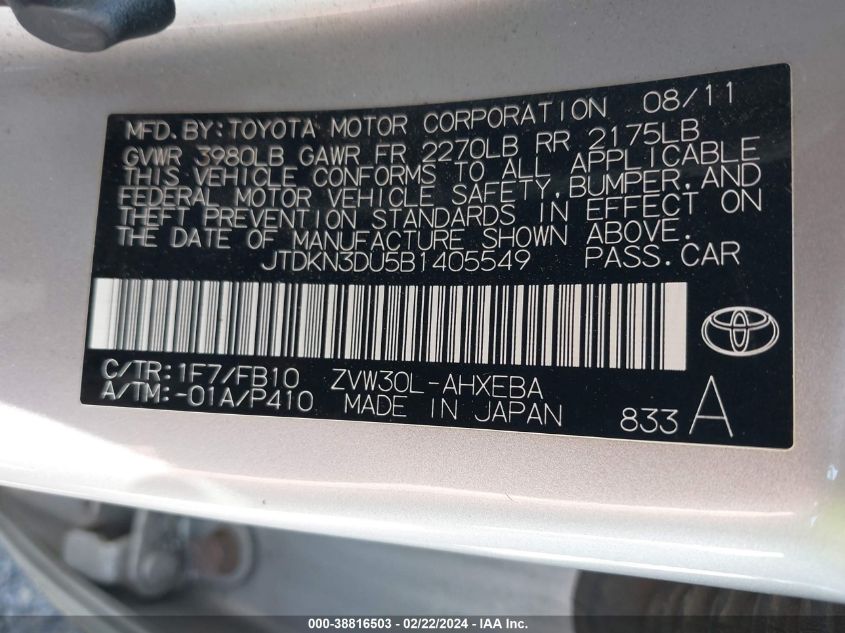 MFD. BY: TOYOTA MOTOR CORPORATION 08/11
GVWR 3980LB GAWR FR 2270LB RR 2175LB
THIS VEHICLE CONFORMS TO ALL APPLICABLE
FEDERAL MOTOR VEHICLE SAFETY, BUMPER, AND
THEFT PREVENTION STANDARDS IN EFFECT ON
THE DATE OF MANUFACTURE SHOWN ABOVE.
JTDKN3DU5B1405549 PASS.CAR
C/TR: 1F7/FB10 ZVW30L-AHXEBA
A/TM: -01A/P410 MADE IN JAPAN 833 A
000-38816503 - 02/22/2024 - IAAI.COM